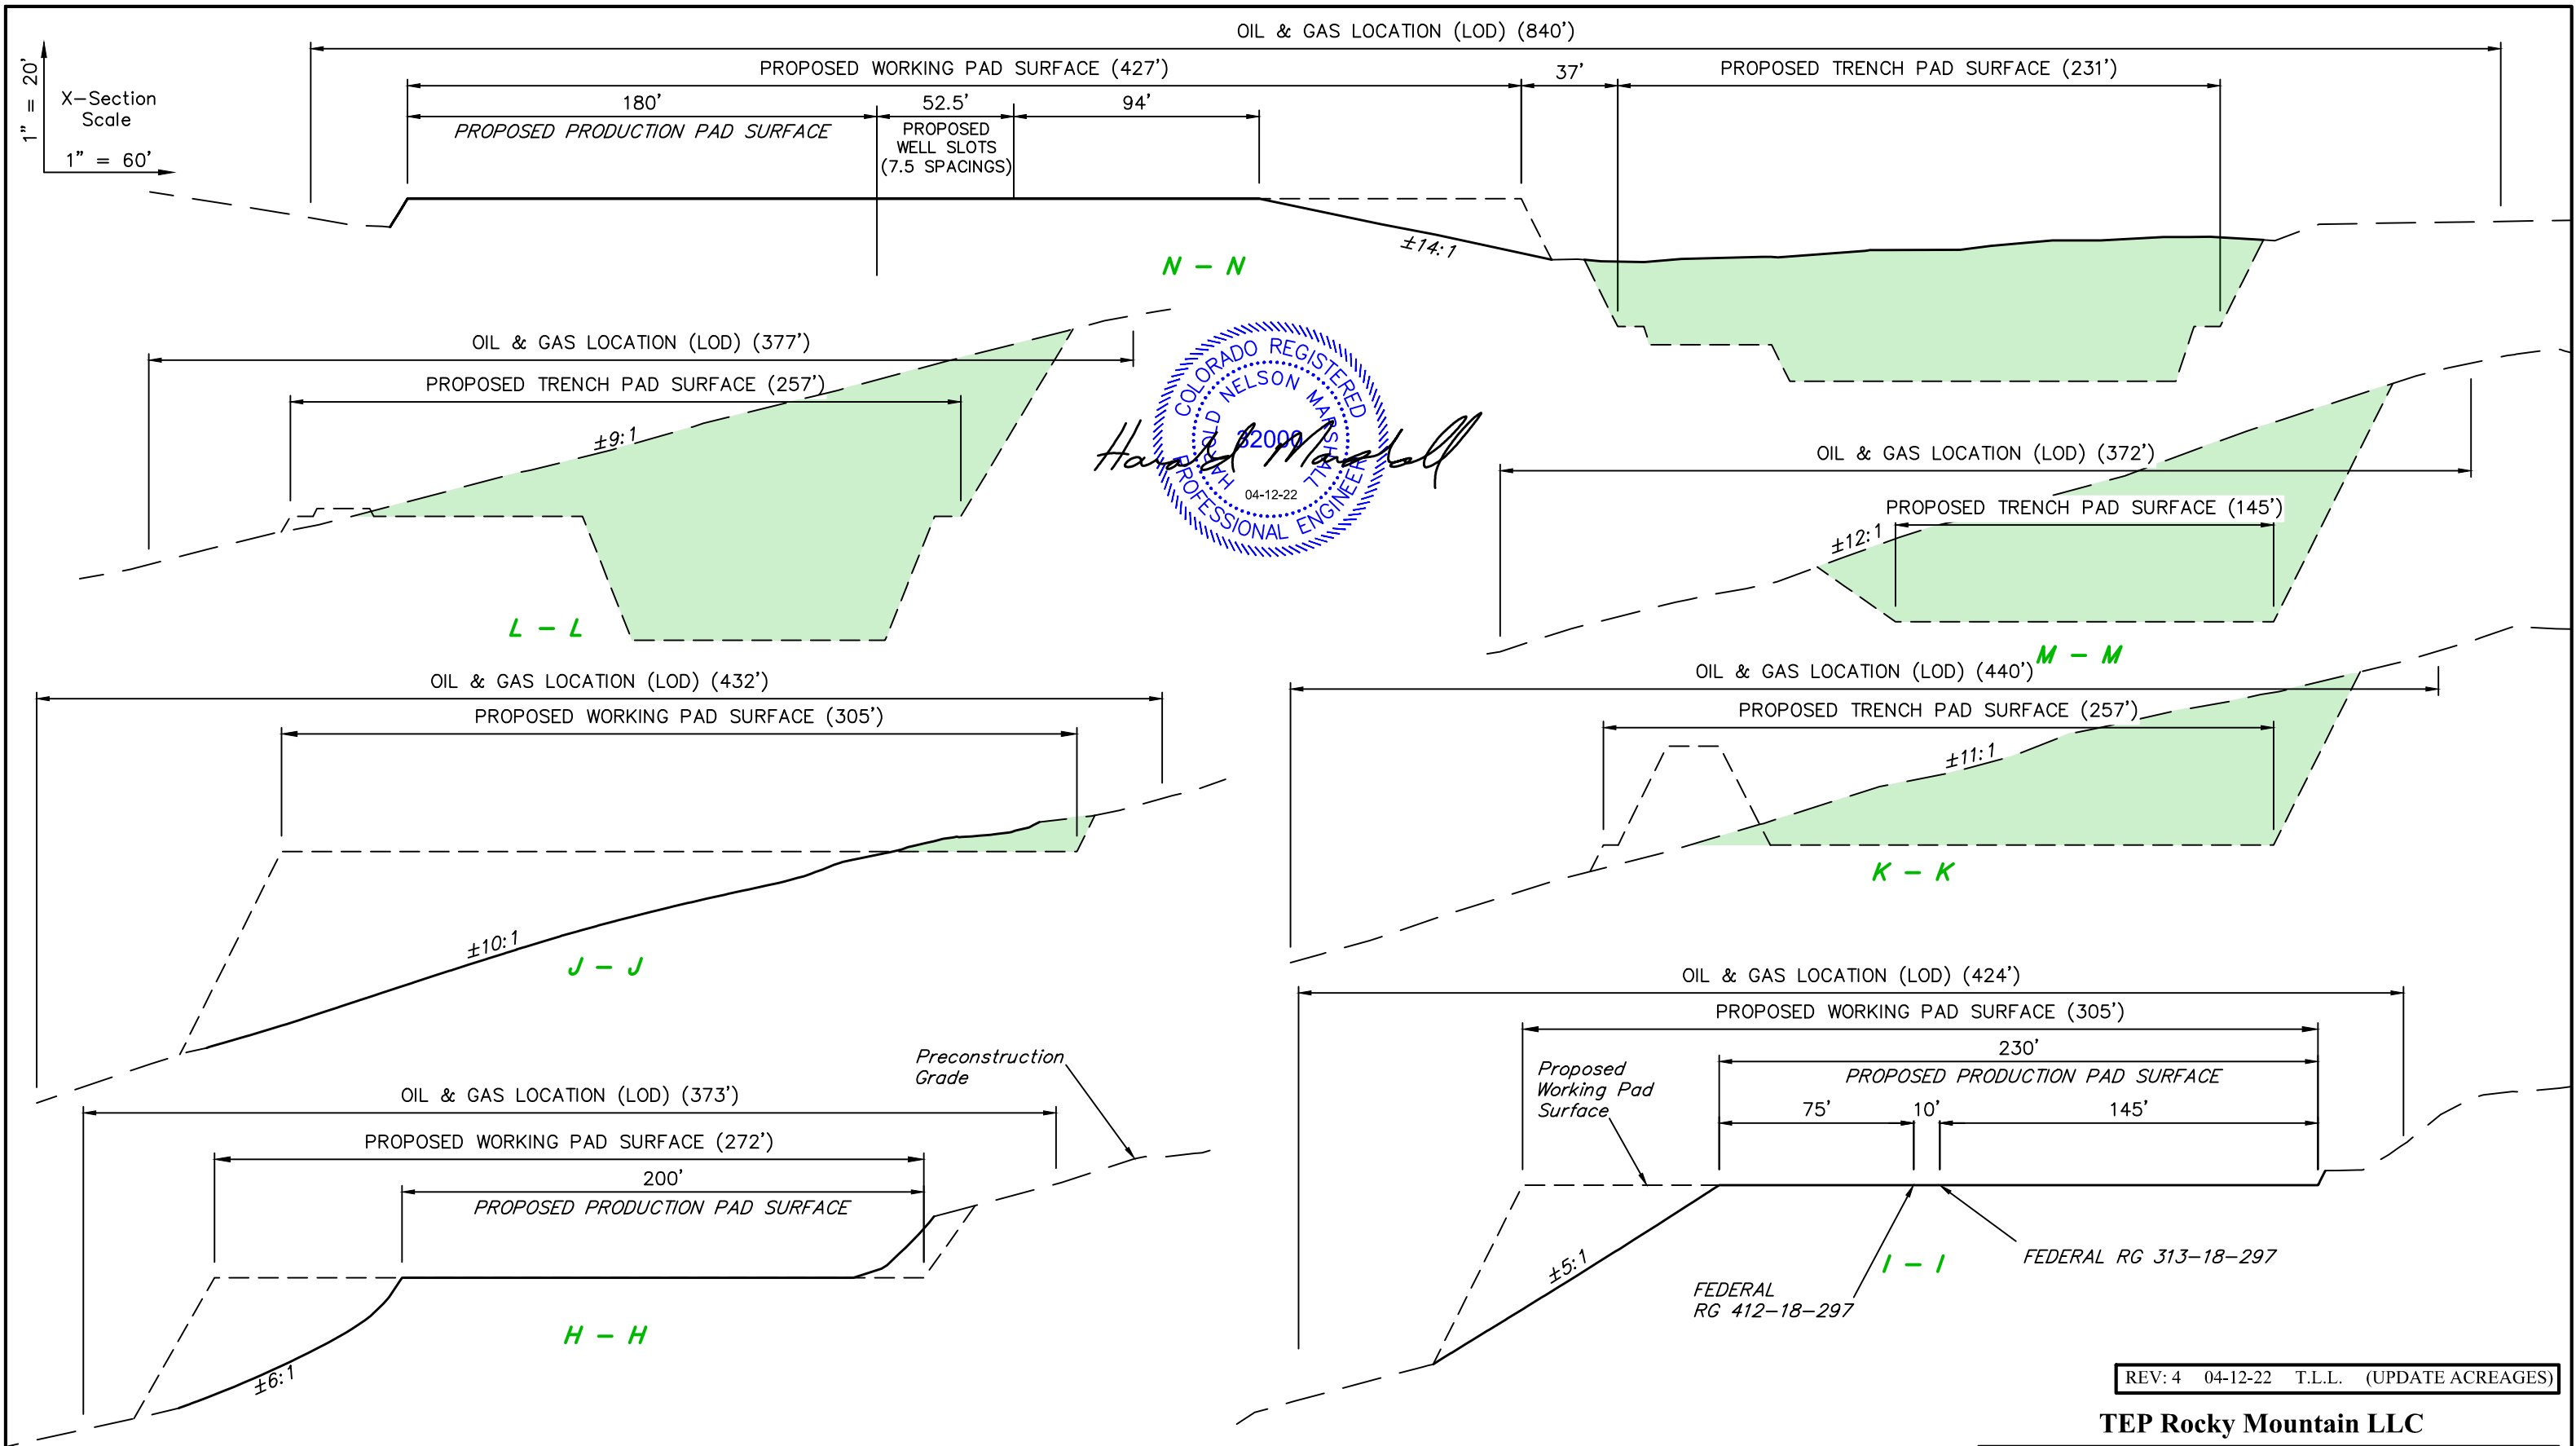 1" = 20'
X-Section
Scale
1" = 60'
OIL & GAS LOCATION (LOD) (840')
PROPOSED WORKING PAD SURFACE (427')
37'
PROPOSED TRENCH PAD SURFACE (231')
180'
52.5'
94'
PROPOSED PRODUCTION PAD SURFACE
PROPOSED
WELL SLOTS
(7.5 SPACINGS)
±14:1
N - N
OIL & GAS LOCATION (LOD) (377')
PROPOSED TRENCH PAD SURFACE (257')
±9:1
L - L
COLORADO REGISTERED
HAROLD NELSON MARSHALL
32000
04-12-22
PROFESSIONAL ENGINEER
Harold Marshall
OIL & GAS LOCATION (LOD) (372')
PROPOSED TRENCH PAD SURFACE (145')
±12:1
M - M
OIL & GAS LOCATION (LOD) (432')
PROPOSED WORKING PAD SURFACE (305')
±10:1
J - J
OIL & GAS LOCATION (LOD) (440')
PROPOSED TRENCH PAD SURFACE (257')
±11:1
K - K
Preconstruction
Grade
OIL & GAS LOCATION (LOD) (373')
PROPOSED WORKING PAD SURFACE (272')
200'
PROPOSED PRODUCTION PAD SURFACE
±6:1
H - H
OIL & GAS LOCATION (LOD) (424')
PROPOSED WORKING PAD SURFACE (305')
230'
PROPOSED PRODUCTION PAD SURFACE
Proposed
Working Pad
Surface
75'
10'
145'
±5:1
I - I
FEDERAL
RG 412-18-297
FEDERAL RG 313-18-297
REV: 4 04-12-22 T.L.L. (UPDATE ACREAGES)
TEP Rocky Mountain LLC